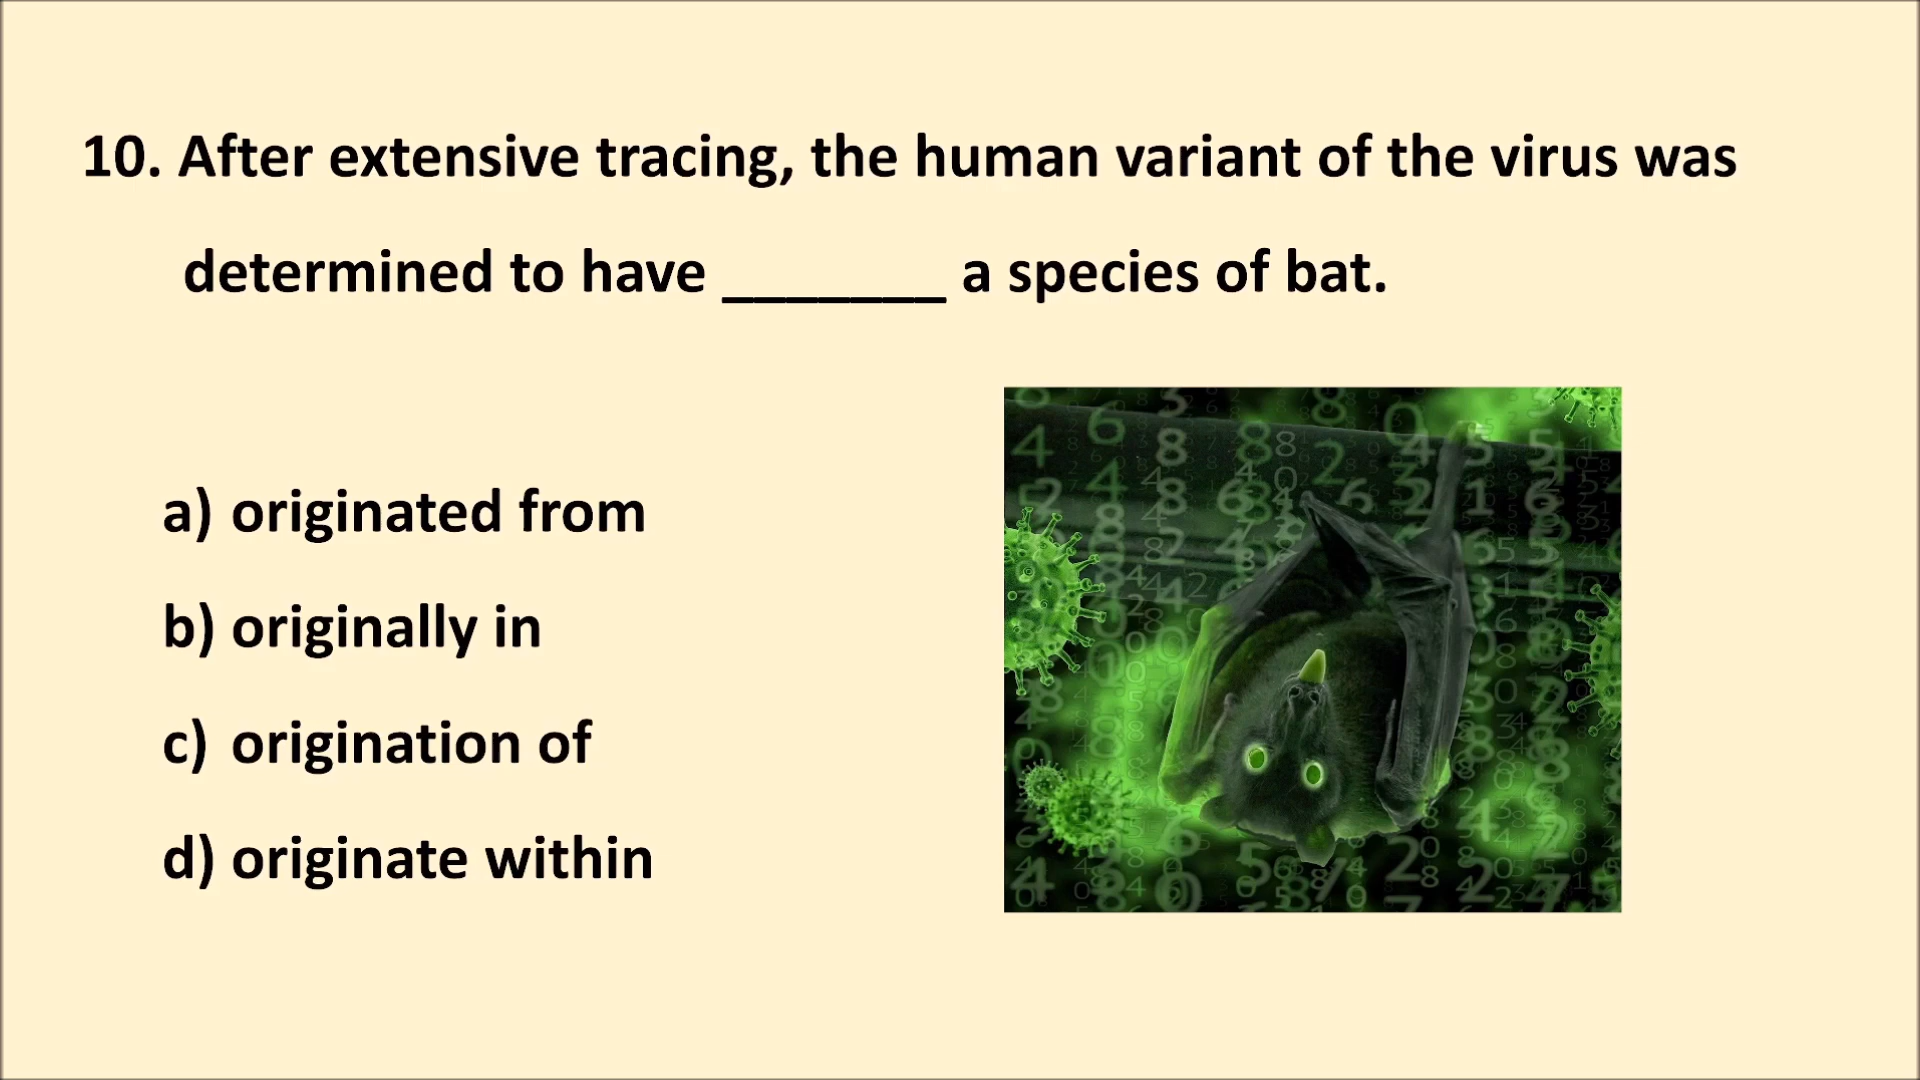 10. After extensive tracing, the human variant of the virus was
determined to have _______ a species of bat.
a) originated from
b) originally in
c) origination of
d) originate within